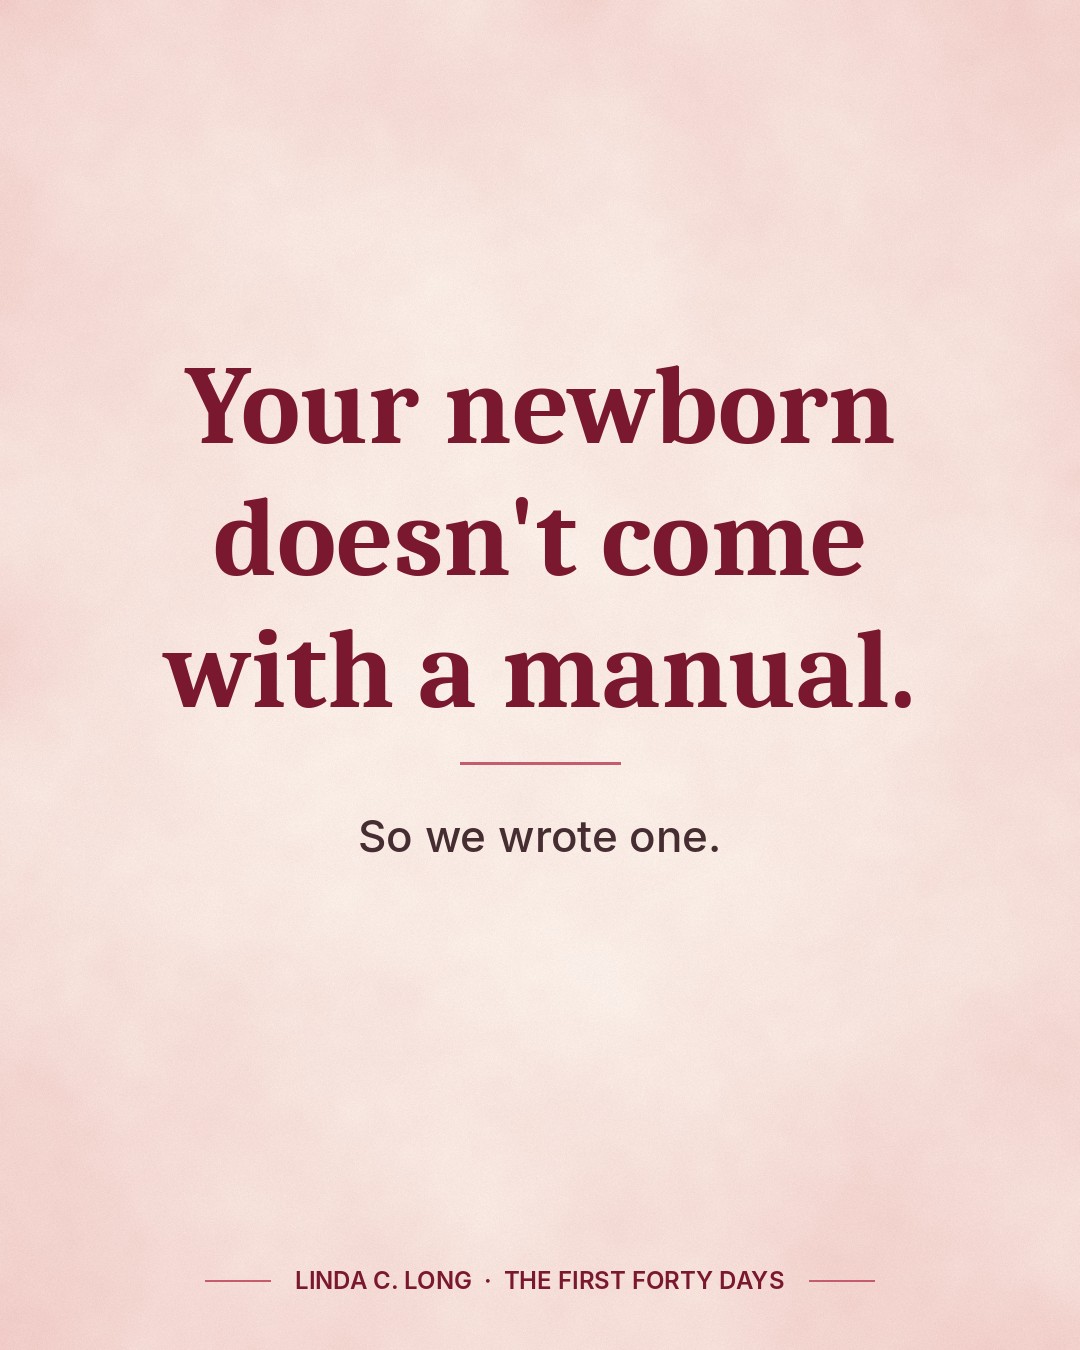 Your newborn
doesn't come
with a manual.
So we wrote one.
LINDA C. LONG · THE FIRST FORTY DAYS